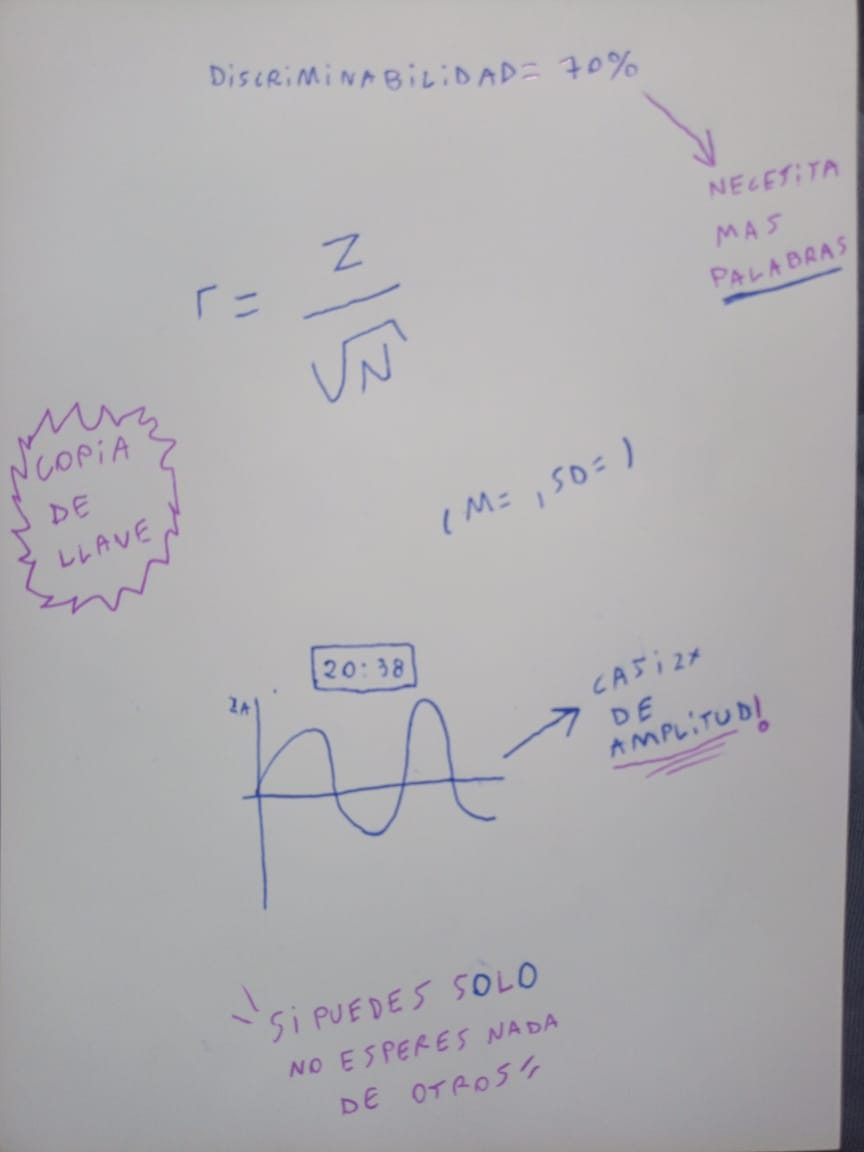 DISCRIMINABILIDAD= 70%
NECESITA
MAS
PALABRAS
r = Z / √N
COPIA
DE
LLAVE
(M= , SD= )
20:38
2A
CASI 2X
DE
AMPLITUD!
"SI PUEDES SOLO
NO ESPERES NADA
DE OTROS"